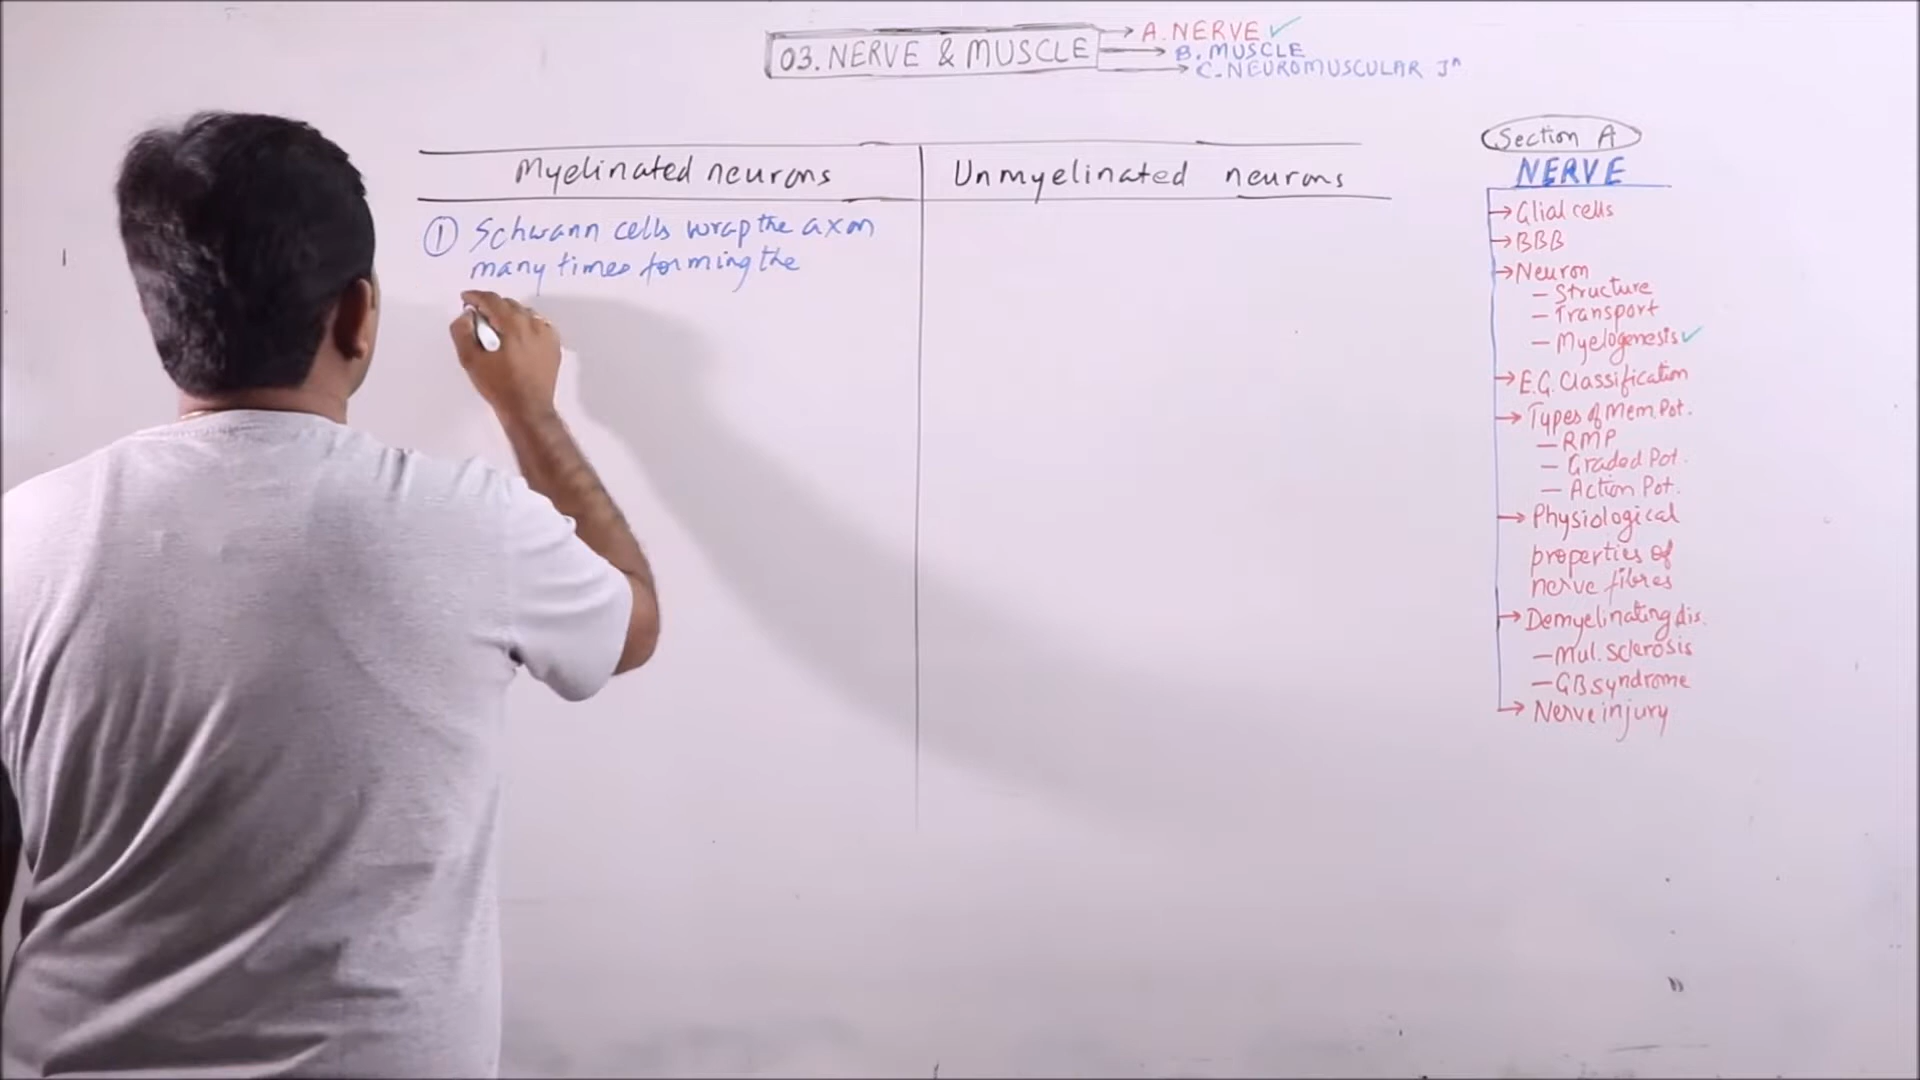 03. NERVE & MUSCLE
A. NERVE ✓
B. MUSCLE
C. NEUROMUSCULAR Jⁿ
Myelinated neurons
Unmyelinated neurons
① Schwann cells wrap the axon
many times forming the
Section A
NERVE
→ Glial cells
→ BBB
→ Neuron
— Structure
— Transport
— Myelogenesis ✓
→ E.G. Classification
→ Types of Mem. Pot.
— RMP
— Graded Pot.
— Action Pot.
→ Physiological
properties of
nerve fibres
→ Demyelinating dis.
— Mul. Sclerosis
— GB syndrome
→ Nerve injury